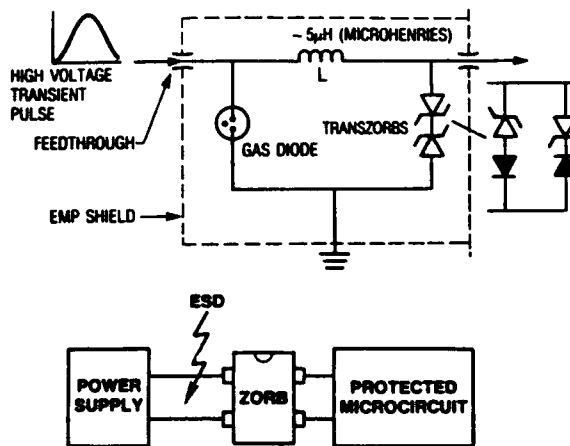 ~ 5μH (MICROHENRIES)
L
HIGH VOLTAGE
TRANSIENT
PULSE
FEEDTHROUGH
GAS DIODE
TRANSZORBS
EMP SHIELD
ESD
POWER
SUPPLY
ZORB
PROTECTED
MICROCIRCUIT